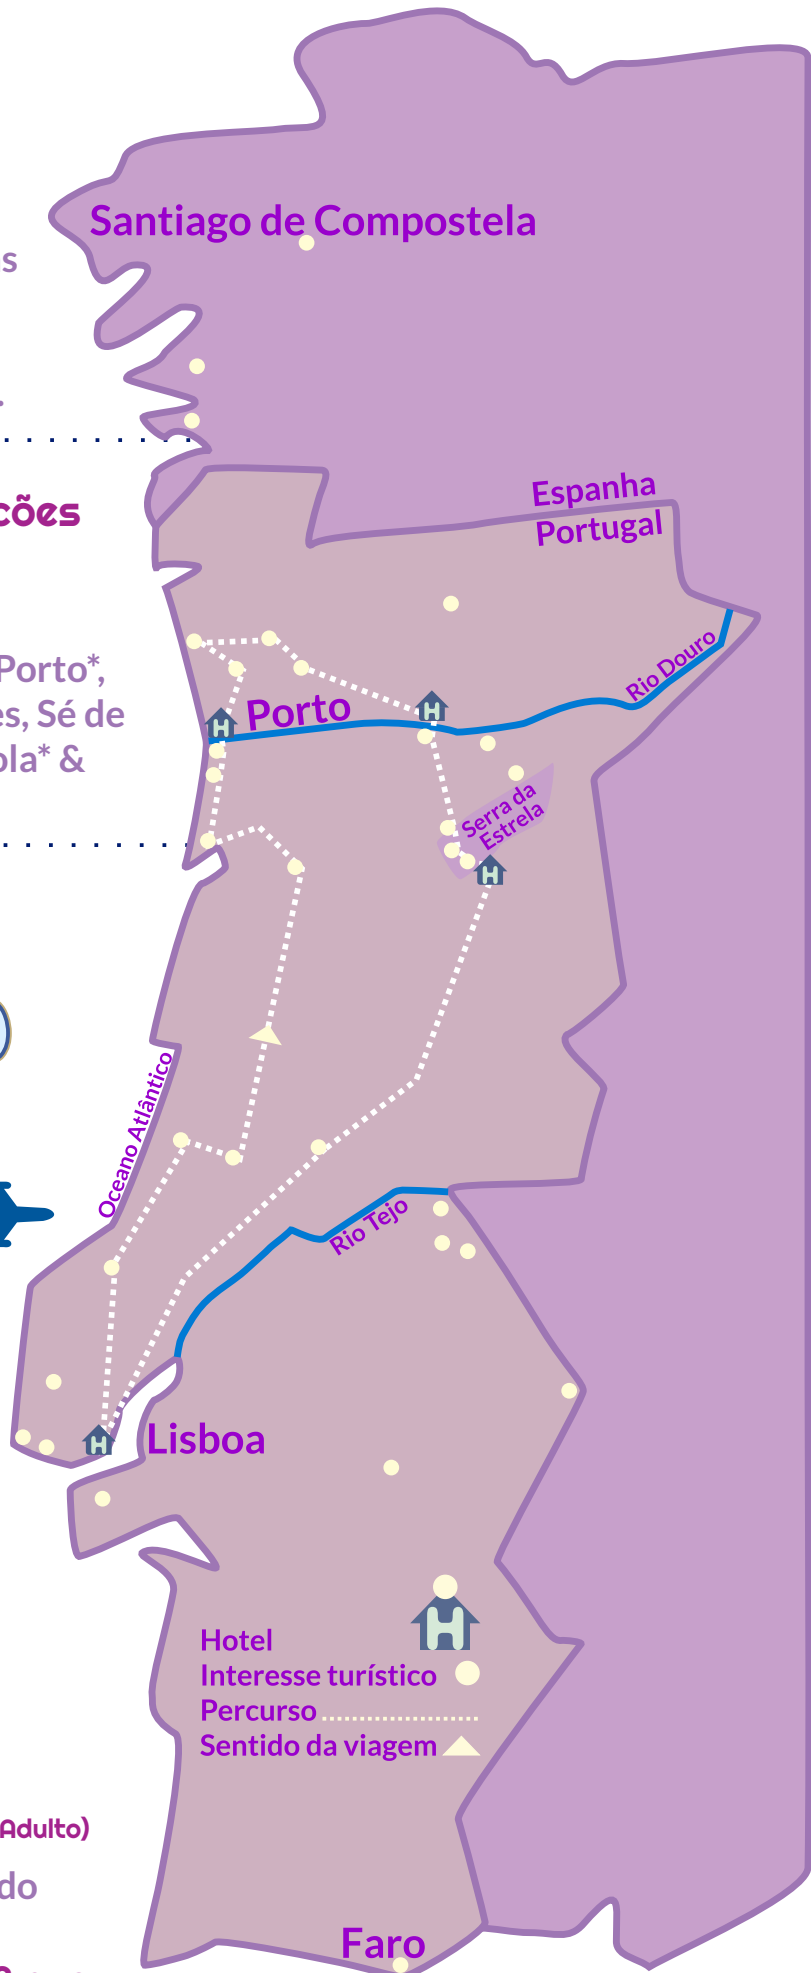 Santiago de Compostela
s
Espanha
Portugal
ções
Porto*,
es, Sé de
ola* &
Rio Douro
Porto
Serra da
Estrela
Oceano Atlântico
Rio Tejo
Lisboa
Hotel
Interesse turístico
Percurso
Sentido da viagem
Adulto)
do
Faro
H
H
H
H
H